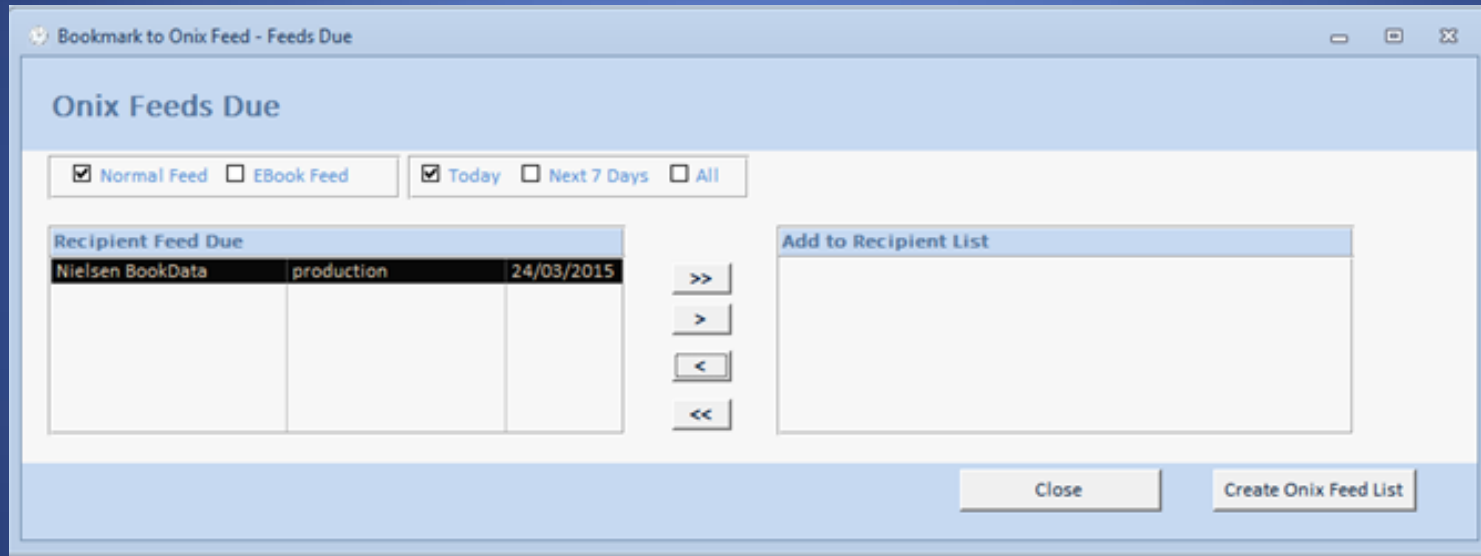 Bookmark to Onix Feed - Feeds Due
Onix Feeds Due
Normal Feed EBook Feed Today Next 7 Days All
Recipient Feed Due Add to Recipient List
Nielsen BookData production 24/03/2015
>>
>
<
<<
Close Create Onix Feed List